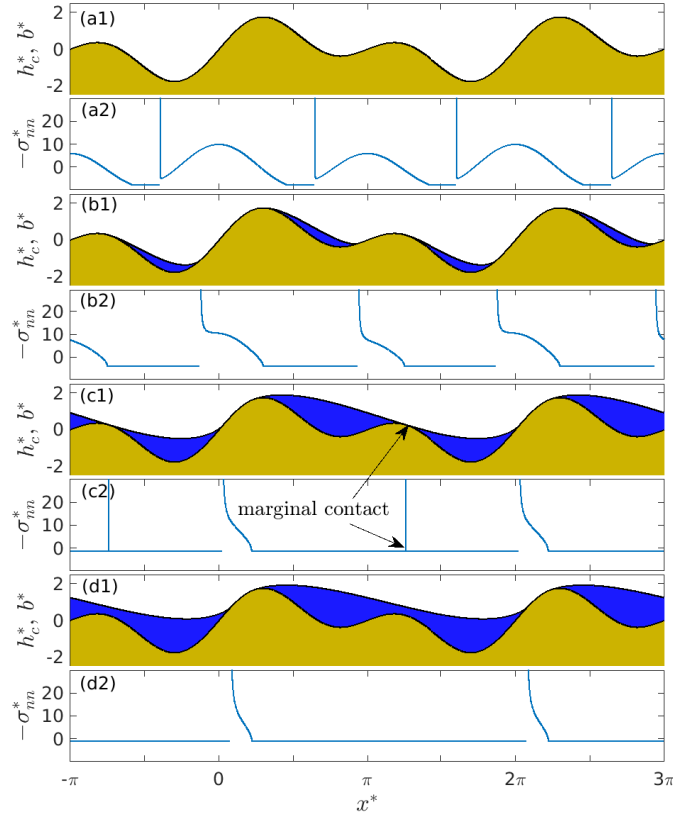 (a1)
2
0
-2
h*c, b*
(a2)
20
10
0
−σ*nn
(b1)
2
0
-2
h*c, b*
(b2)
20
10
0
−σ*nn
(c1)
2
0
-2
h*c, b*
(c2)
20
10
0
−σ*nn
marginal contact
(d1)
2
0
-2
h*c, b*
(d2)
20
10
0
−σ*nn
-π 0 π 2π 3π
x*